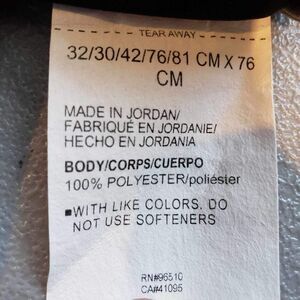 TEAR AWAY
32/30/42/76/81 CM X 76
CM
MADE IN JORDAN/
FABRIQUÉ EN JORDANIE/
HECHO EN JORDANIA
BODY/CORPS/CUERPO
100% POLYESTER/poliéster
■WITH LIKE COLORS. DO
NOT USE SOFTENERS
RN#96510
CA#41095